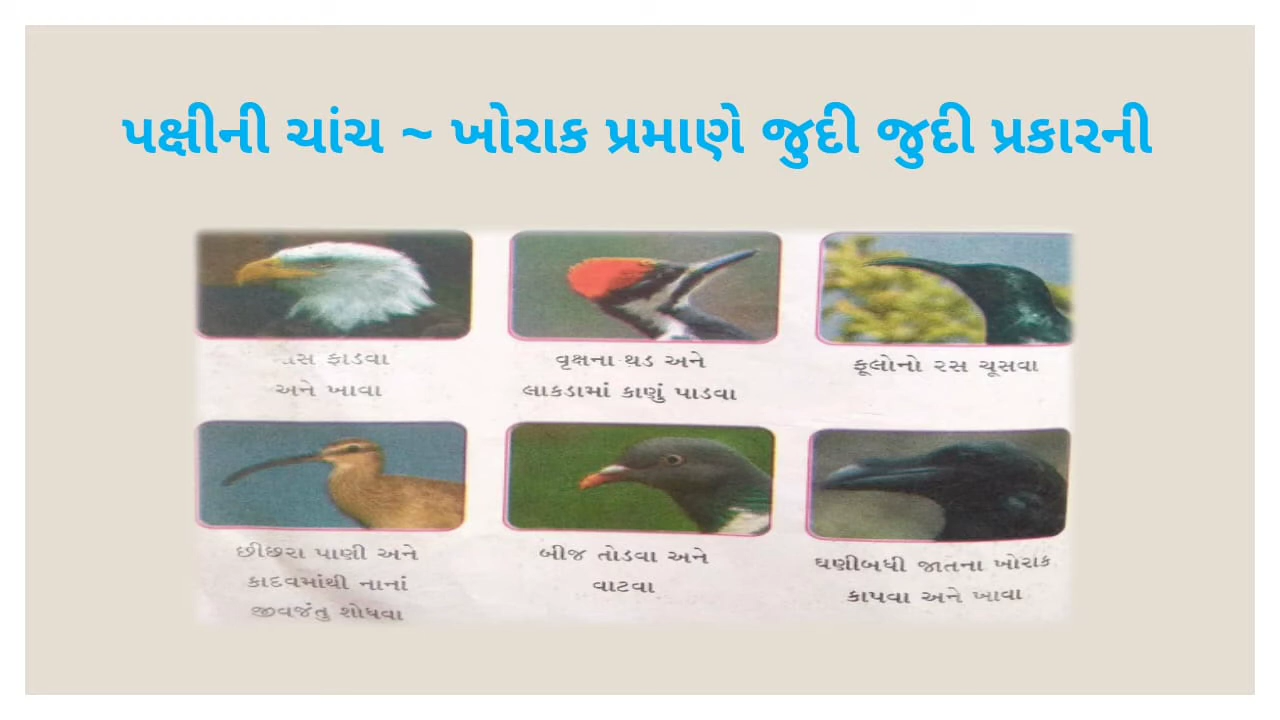 પક્ષીની ચાંચ ~ ખોરાક પ્રમાણે જુદી જુદી પ્રકારની
ફાડવા
અને ખાવા
વૃક્ષના થડ અને
લાકડામાં કાણું પાડવા
ફૂલોનો રસ ચૂસવા
છીછરા પાણી અને
કાદવમાંથી નાનાં
જીવજંતુ શોધવા
બીજ તોડવા અને
વાટવા
ઘણીબધી જાતના ખોરાક
કાપવા અને ખાવા